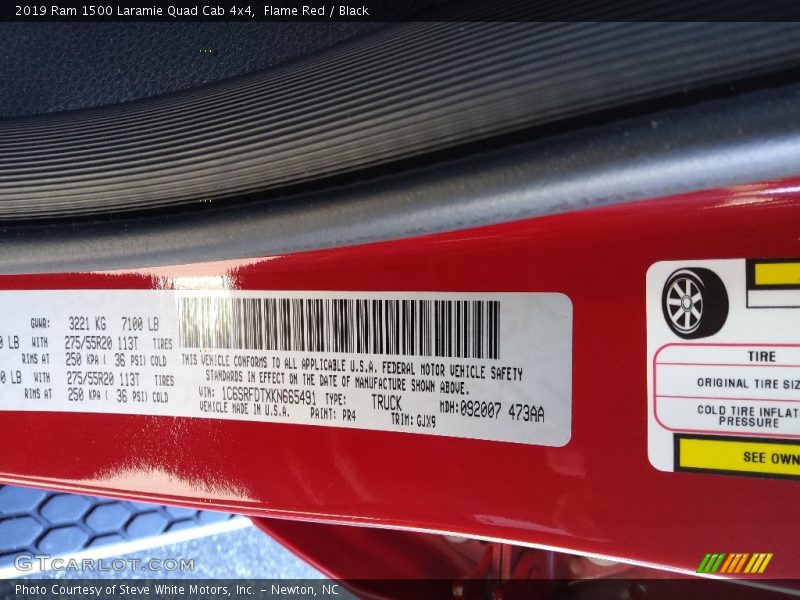 2019 Ram 1500 Laramie Quad Cab 4x4, Flame Red / Black
GVWR: 3221 KG 7100 LB
0 LB WITH 275/55R20 113T TIRES
RIMS AT 250 KPA ( 36 PSI) COLD
0 LB WITH 275/55R20 113T TIRES
RIMS AT 250 KPA ( 36 PSI) COLD
THIS VEHICLE CONFORMS TO ALL APPLICABLE U.S.A. FEDERAL MOTOR VEHICLE SAFETY
STANDARDS IN EFFECT ON THE DATE OF MANUFACTURE SHOWN ABOVE.
VIN: 1C6SRFDTXKN665491 TYPE: TRUCK MDH:092007 473AA
VEHICLE MADE IN U.S.A. PAINT: PR4 TRIM: GJX9
TIRE
ORIGINAL TIRE SIZ
COLD TIRE INFLATI
PRESSURE
SEE OWN
GTCARLOT.COM
Photo Courtesy of Steve White Motors, Inc. - Newton, NC